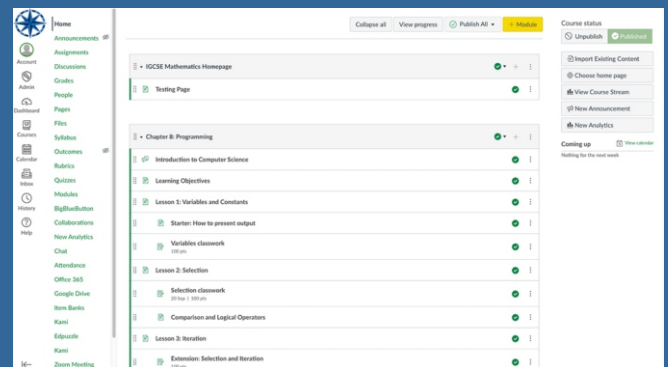 Account
Admin
Dashboard
Courses
Calendar
Inbox
History
Help
Home
Announcements
Assignments
Discussions
Grades
People
Pages
Files
Syllabus
Outcomes
Rubrics
Quizzes
Modules
BigBlueButton
Collaborations
New Analytics
Chat
Attendance
Office 365
Google Drive
Item Banks
Kami
Edpuzzle
Kami
Zoom Meeting
Collapse all View progress Publish All + Module
IGCSE Mathematics Homepage
Testing Page
Chapter 8: Programming
Introduction to Computer Science
Learning Objectives
Lesson 1: Variables and Constants
Starter: How to present output
Variables classwork
100 pts
Lesson 2: Selection
Selection classwork
20 Sep | 100 pts
Comparison and Logical Operators
Lesson 3: Iteration
Extension: Selection and Iteration
100 pts
Course status
Unpublish Published
Import Existing Content
Choose home page
View Course Stream
New Announcement
New Analytics
Coming up View calendar
Nothing for the next week